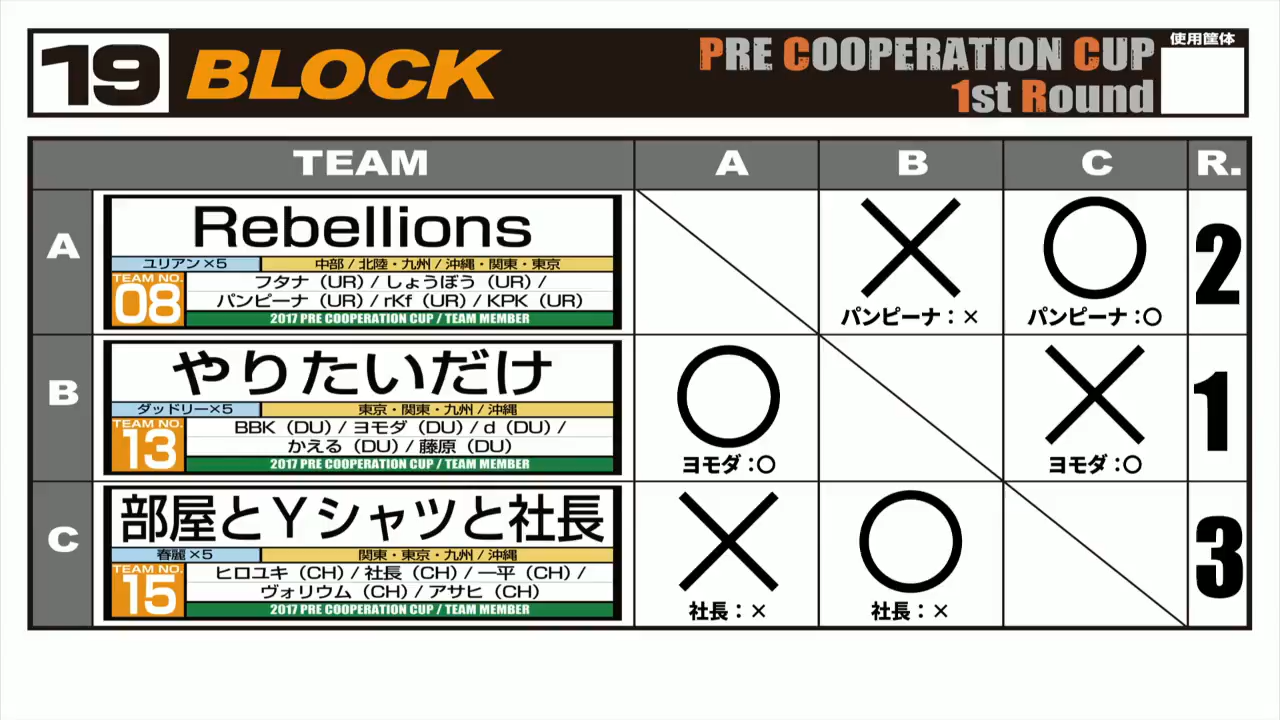 19 BLOCK
PRE COOPERATION CUP
1st Round
使用筐体
TEAM A B C R.
A
Rebellions
ユリアン×5 中部 / 北陸・九州 / 沖縄・関東・東京
TEAM NO.
08
フタナ（UR）/ しょうぼう（UR）/
パンピーナ（UR）/ rKf（UR）/ KPK（UR）
2017 PRE COOPERATION CUP / TEAM MEMBER
× ○ 2
パンピーナ：× パンピーナ：○
B
やりたいだけ
ダッドリー×5 東京・関東・九州 / 沖縄
TEAM NO.
13
BBK（DU）/ ヨモダ（DU）/ d（DU）/
かえる（DU）/ 藤原（DU）
2017 PRE COOPERATION CUP / TEAM MEMBER
○ × 1
ヨモダ：○ ヨモダ：○
C
部屋とYシャツと社長
春麗×5 関東・東京・九州 / 沖縄
TEAM NO.
15
ヒロユキ（CH）/ 社長（CH）/ 一平（CH）/
ヴォリウム（CH）/ アサヒ（CH）
2017 PRE COOPERATION CUP / TEAM MEMBER
× ○ 3
社長：× 社長：×